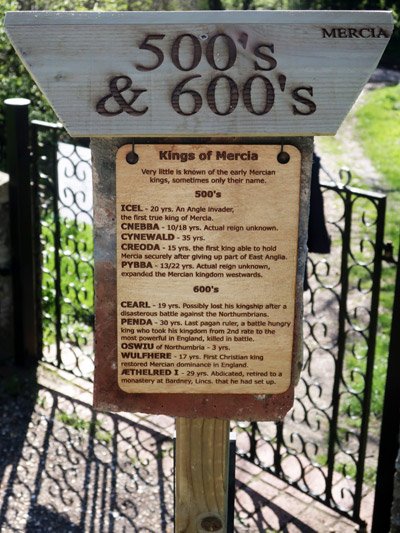 MERCIA
500's
& 600's
Kings of Mercia
Very little is known of the early Mercian
kings, sometimes only their name.
500's
ICEL - 20 yrs. An Angle invader,
the first true king of Mercia.
CNEBBA - 10/18 yrs. Actual reign unknown.
CYNEWALD - 35 yrs.
CREODA - 15 yrs. the first king able to hold
Mercia securely after giving up part of East Anglia.
PYBBA - 13/22 yrs. Actual reign unknown,
expanded the Mercian kingdom westwards.
600's
CEARL - 19 yrs. Possibly lost his kingship after a
disasterous battle against the Northumbrians.
PENDA - 30 yrs. Last pagan ruler, a battle hungry
king who took his kingdom from 2nd rate to the
most powerful in England, killed in battle.
OSWIU of Northumbria - 3 yrs.
WULFHERE - 17 yrs. First Christian king
restored Mercian dominance in England.
ÆTHELRED I - 29 yrs. Abdicated, retired to a
monastery at Bardney, Lincs. that he had set up.